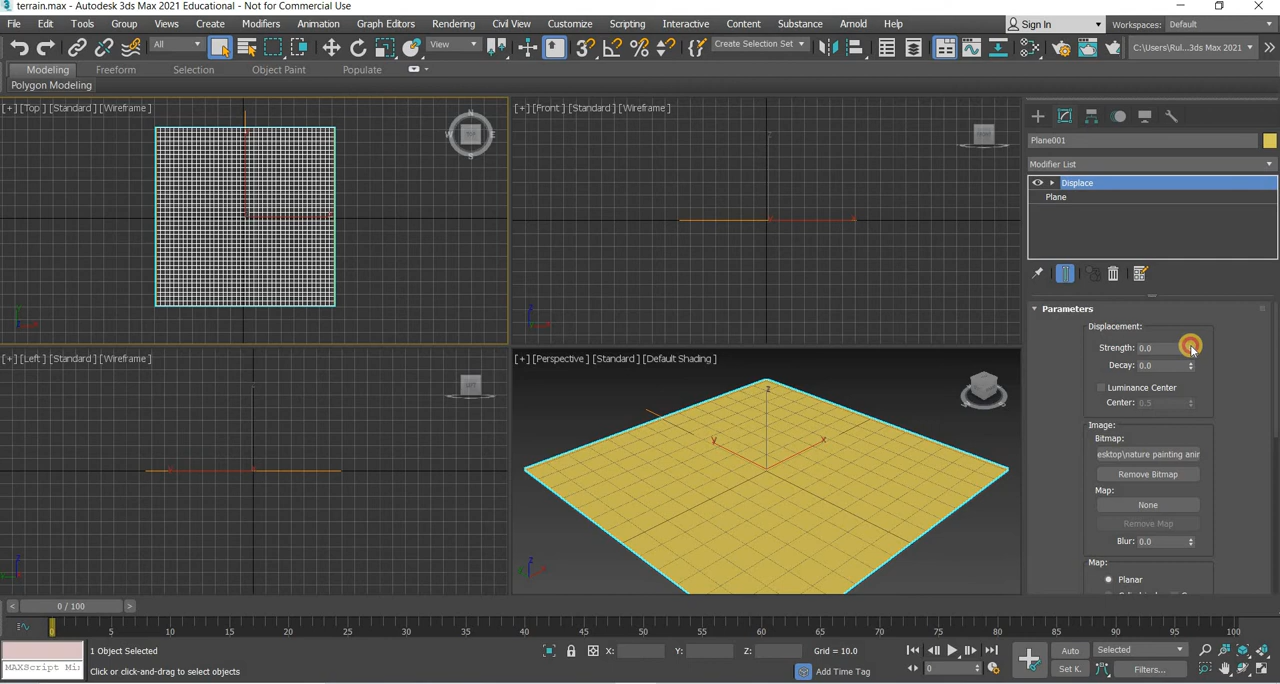 terrain.max - Autodesk 3ds Max 2021 Educational - Not for Commercial Use
File Edit Tools Group Views Create Modifiers Animation Graph Editors Rendering Civil View Customize Scripting Interactive Content Substance Arnold Help Sign In Workspaces: Default
All View Create Selection Set C:\Users\Rul...3ds Max 2021
Modeling Freeform Selection Object Paint Populate
Polygon Modeling
[+] [Top] [Standard] [Wireframe]
[+] [Front] [Standard] [Wireframe]
[+] [Left] [Standard] [Wireframe]
[+] [Perspective] [Standard] [Default Shading]
Plane001
Modifier List
Displace
Plane
Parameters
Displacement:
Strength: 0.0
Decay: 0.0
Luminance Center
Center: 0.5
Image:
Bitmap:
esktop\nature painting anir
Remove Bitmap
Map:
None
Remove Map
Blur: 0.0
Map:
Planar
< 0 / 100 >
0 5 10 15 20 25 30 35 40 45 50 55 60 65 70 75 80 85 90 95 100
1 Object Selected X: Y: Z: Grid = 10.0 Auto Selected
MAXScript Mi: Click or click-and-drag to select objects Add Time Tag 0 Set K. Filters...